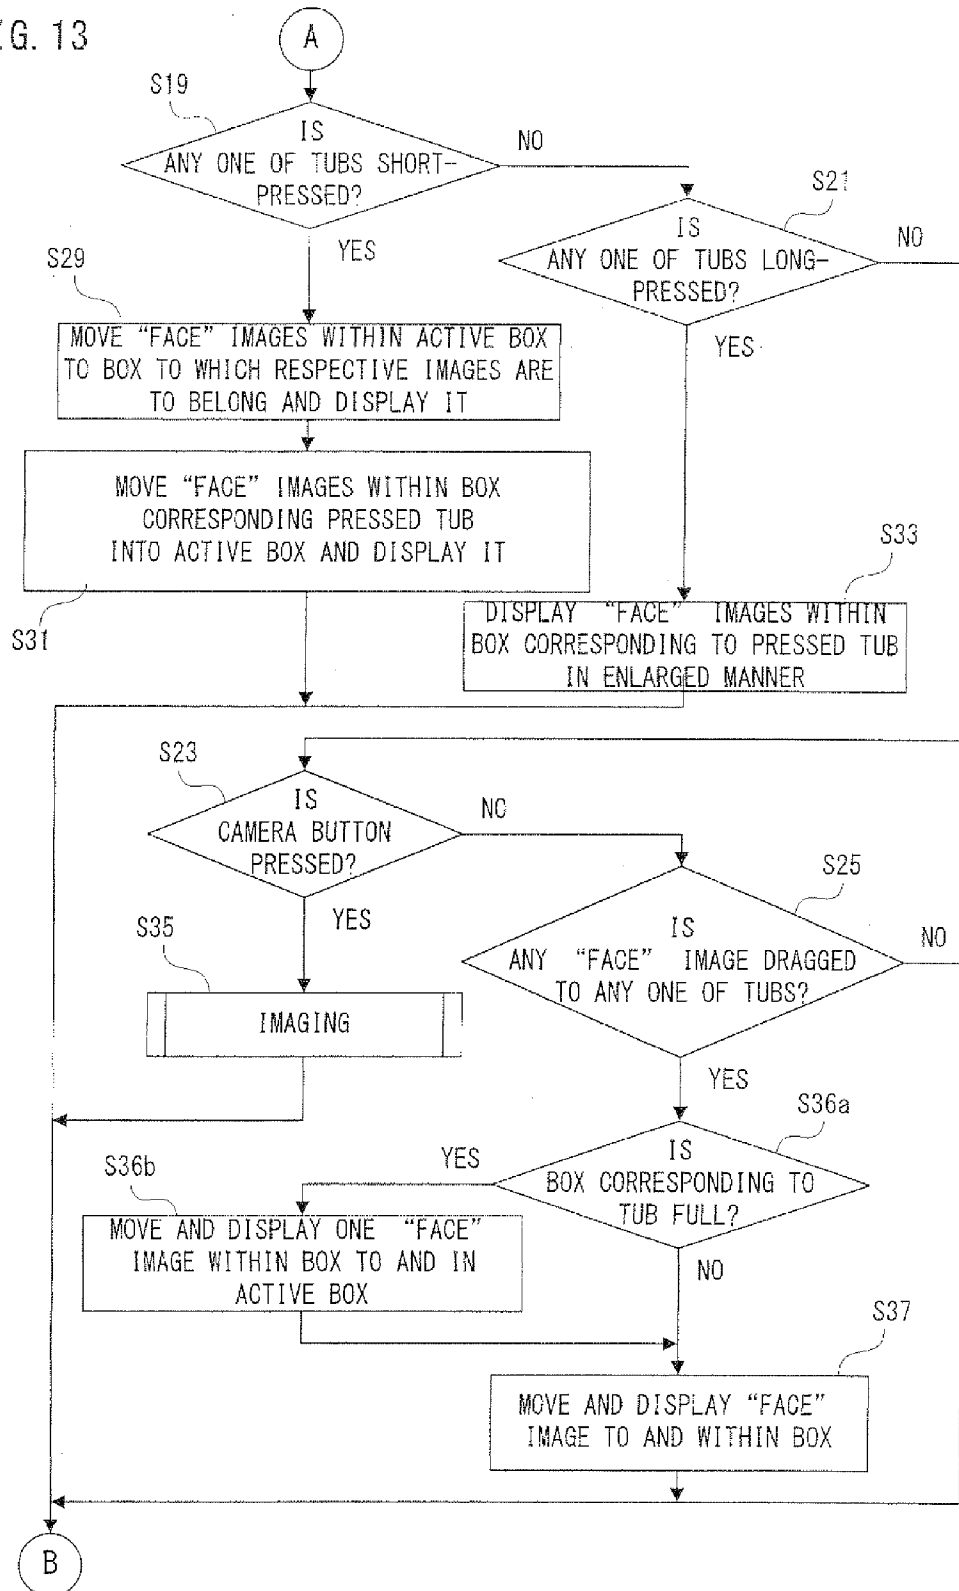 G. 13
A
S19
IS
ANY ONE OF TUBS SHORT-
PRESSED?
NO
YES
S21
IS
ANY ONE OF TUBS LONG-
PRESSED?
NO
YES
S29
MOVE “FACE” IMAGES WITHIN ACTIVE BOX
TO BOX TO WHICH RESPECTIVE IMAGES ARE
TO BELONG AND DISPLAY IT
MOVE “FACE” IMAGES WITHIN BOX
CORRESPONDING PRESSED TUB
INTO ACTIVE BOX AND DISPLAY IT
S31
S33
DISPLAY “FACE” IMAGES WITHIN
BOX CORRESPONDING TO PRESSED TUB
IN ENLARGED MANNER
S23
IS
CAMERA BUTTON
PRESSED?
NO
YES
S25
IS
ANY “FACE” IMAGE DRAGGED
TO ANY ONE OF TUBS?
NO
YES
S35
IMAGING
S36a
IS
BOX CORRESPONDING TO
TUB FULL?
YES
NO
S36b
MOVE AND DISPLAY ONE “FACE”
IMAGE WITHIN BOX TO AND IN
ACTIVE BOX
S37
MOVE AND DISPLAY “FACE”
IMAGE TO AND WITHIN BOX
B